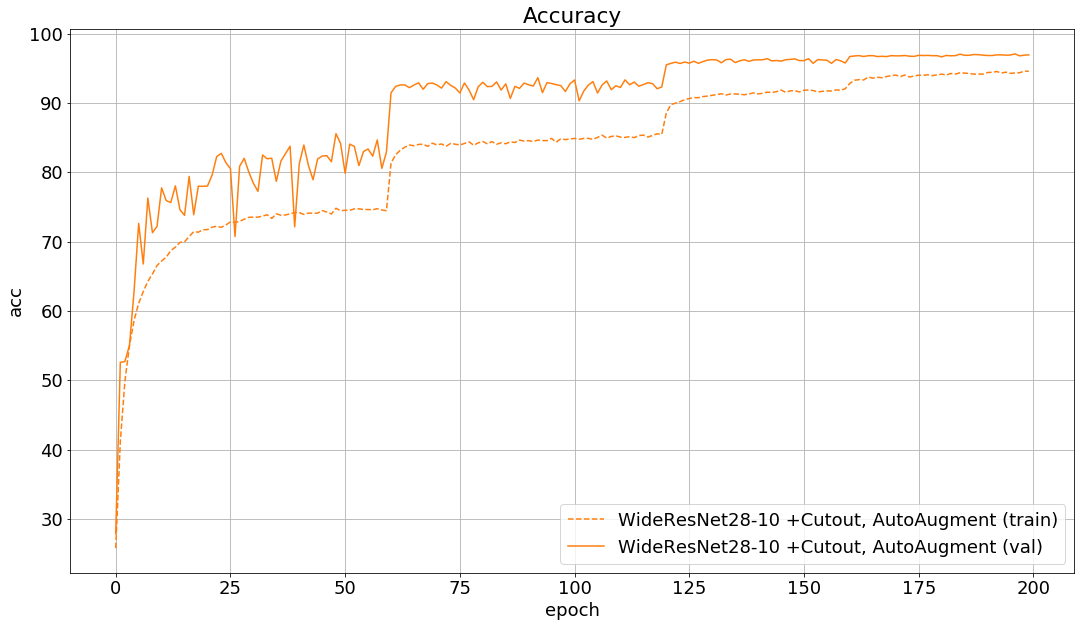 Accuracy
100
90
80
70
60
50
40
30
acc
0 25 50 75 100 125 150 175 200
epoch
WideResNet28-10 +Cutout, AutoAugment (train)
WideResNet28-10 +Cutout, AutoAugment (val)